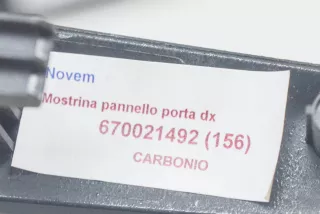 Novem
Mostrina pannello porta dx
670021492 (156)
CARBONIO